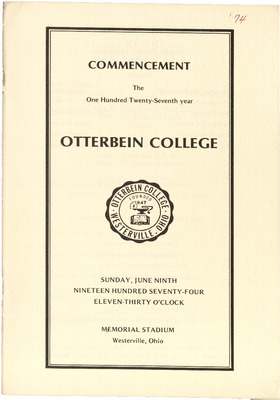 '74
COMMENCEMENT
The
One Hundred Twenty-Seventh year
OTTERBEIN COLLEGE
OTTERBEIN COLLEGE
FOUNDED
1847
WESTERVILLE, OHIO
SUNDAY, JUNE NINTH
NINETEEN HUNDRED SEVENTY-FOUR
ELEVEN-THIRTY O'CLOCK
MEMORIAL STADIUM
Westerville, Ohio